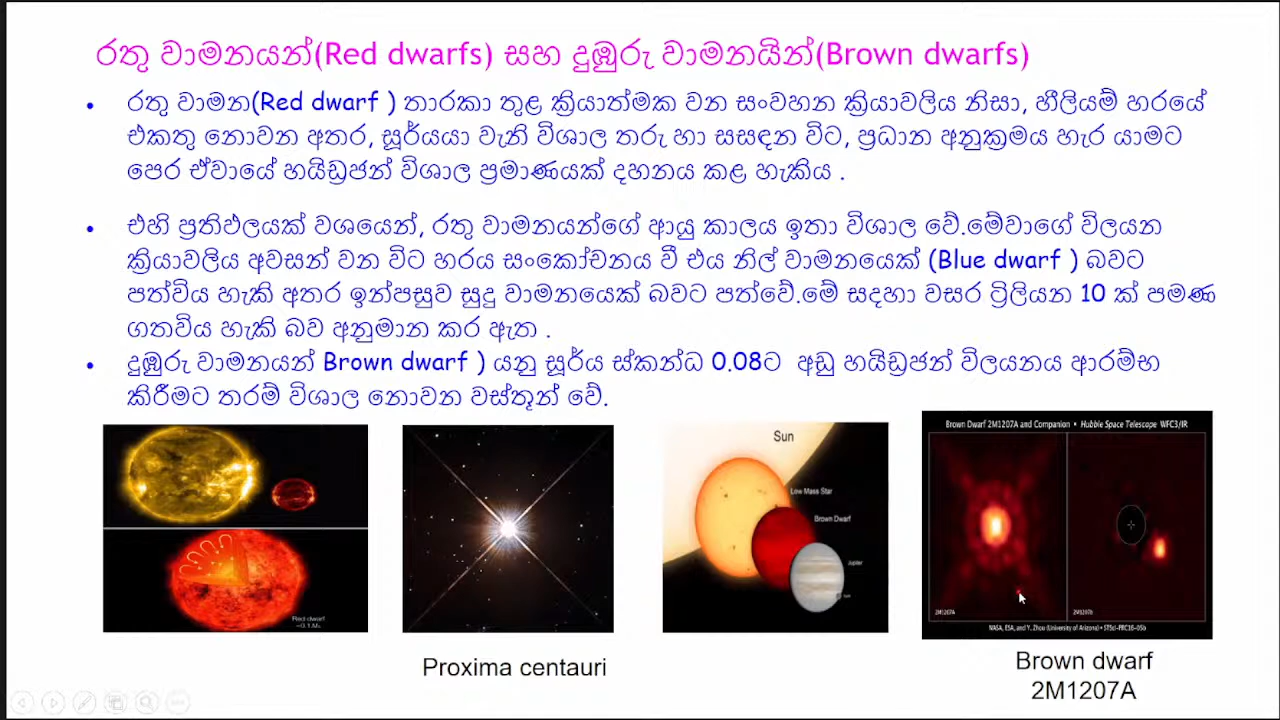 රතු වාමනයන්(Red dwarfs) සහ දුඹුරු වාමනයින්(Brown dwarfs)
• රතු වාමන(Red dwarf ) තාරකා තුළ ක්‍රියාත්මක වන සංවහන ක්‍රියාවලිය නිසා, හීලියම් හරයේ
එකතු නොවන අතර, සූර්යයා වැනි විශාල තරු හා සසඳන විට, ප්‍රධාන අනුක්‍රමය හැර යාමට
පෙර ඒවායේ හයිඩ්‍රජන් විශාල ප්‍රමාණයක් දහනය කළ හැකිය .
• එහි ප්‍රතිඵලයක් වශයෙන්, රතු වාමනයන්ගේ ආයු කාලය ඉතා විශාල වේ.මේවාගේ විලයන
ක්‍රියාවලිය අවසන් වන විට හරය සංකෝචනය වී එය නිල් වාමනයෙක් (Blue dwarf ) බවට
පත්විය හැකි අතර ඉන්පසුව සුදු වාමනයෙක් බවට පත්වේ.මේ සදහා වසර ට්‍රිලියන 10 ක් පමණ
ගතවිය හැකි බව අනුමාන කර ඇත .
• දුඹුරු වාමනයන් Brown dwarf ) යනු සූර්ය ස්කන්ධ 0.08ට අඩු හයිඩ්‍රජන් විලයනය ආරම්භ
කිරීමට තරම් විශාල නොවන වස්තූන් වේ.
Red dwarf
~0.1M☉
Sun
Low Mass Star
Brown Dwarf
Jupiter
Brown Dwarf 2M1207A and Companion • Hubble Space Telescope WFC3/IR
2M1207A
2M1207b
NASA, ESA, and Y. Zhou (University of Arizona) • STScI-PRC16-05b
Proxima centauri
Brown dwarf
2M1207A